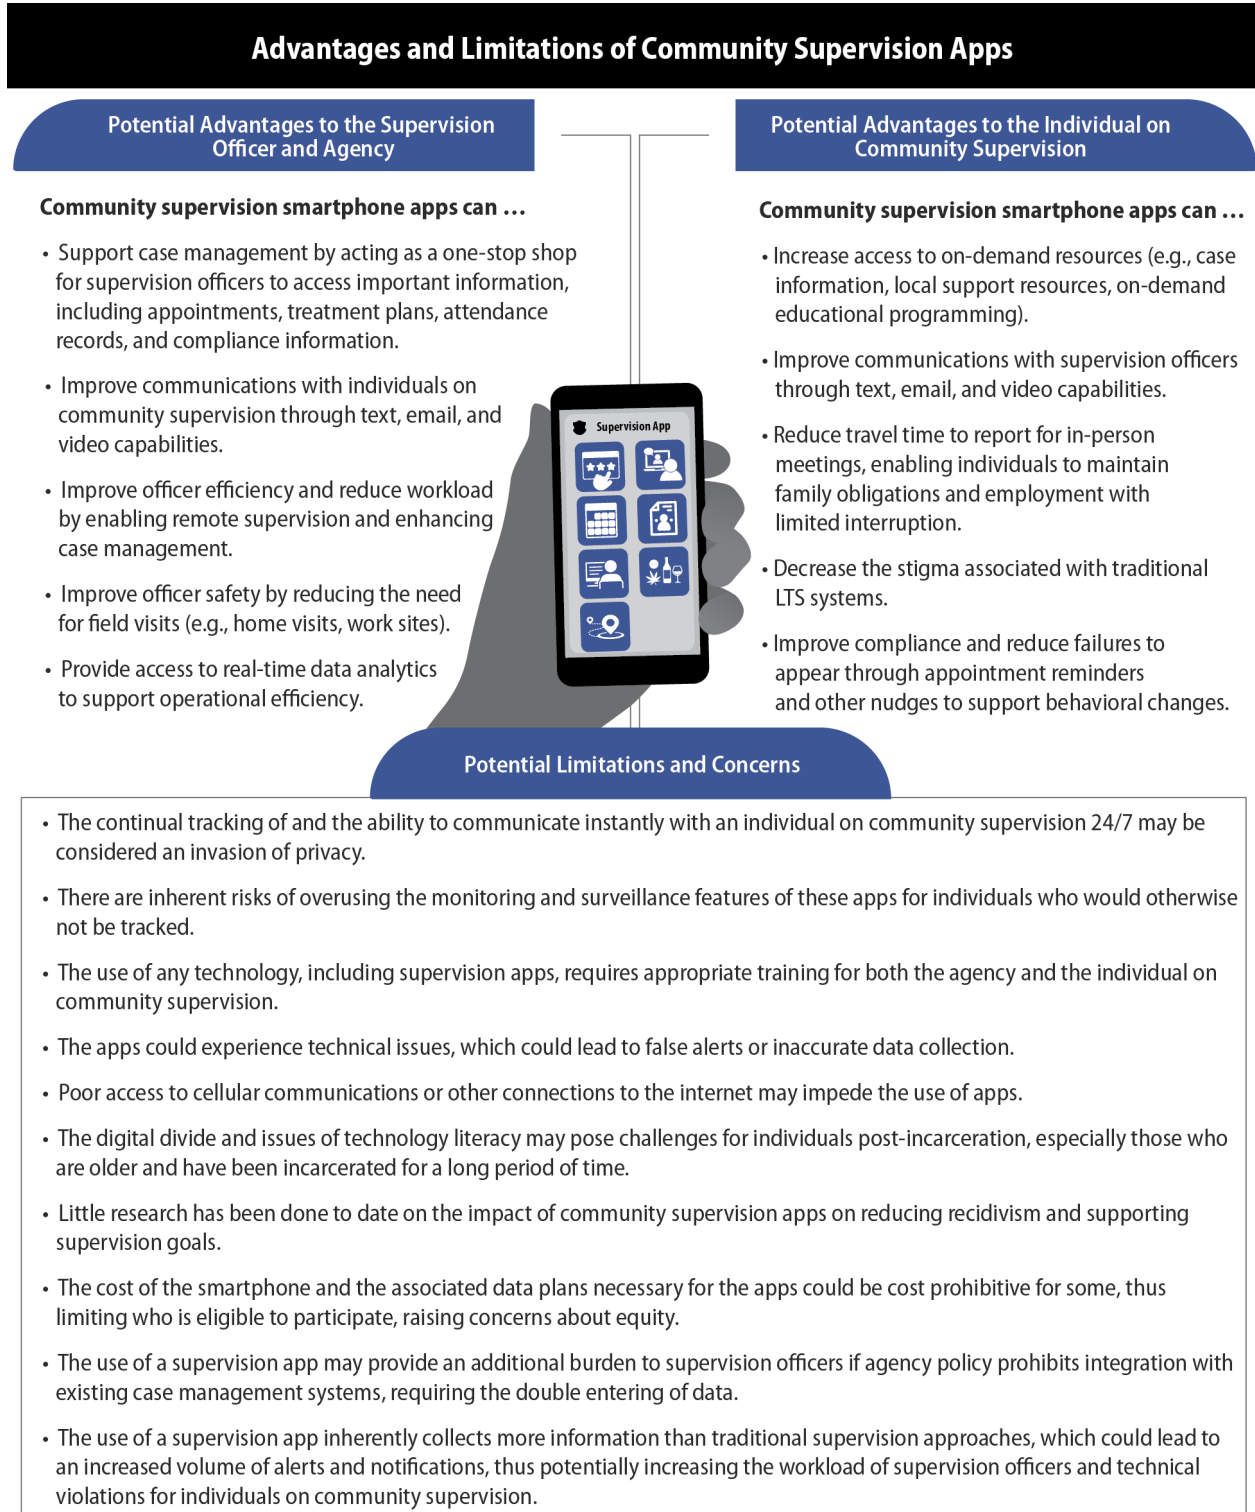 Advantages and Limitations of Community Supervision Apps
Potential Advantages to the Supervision
Officer and Agency
Community supervision smartphone apps can …
• Support case management by acting as a one-stop shop
for supervision officers to access important information,
including appointments, treatment plans, attendance
records, and compliance information.
• Improve communications with individuals on
community supervision through text, email, and
video capabilities.
• Improve officer efficiency and reduce workload
by enabling remote supervision and enhancing
case management.
• Improve officer safety by reducing the need
for field visits (e.g., home visits, work sites).
• Provide access to real-time data analytics
to support operational efficiency.
Supervision App
Potential Advantages to the Individual on
Community Supervision
Community supervision smartphone apps can …
• Increase access to on-demand resources (e.g., case
information, local support resources, on-demand
educational programming).
• Improve communications with supervision officers
through text, email, and video capabilities.
• Reduce travel time to report for in-person
meetings, enabling individuals to maintain
family obligations and employment with
limited interruption.
• Decrease the stigma associated with traditional
LTS systems.
• Improve compliance and reduce failures to
appear through appointment reminders
and other nudges to support behavioral changes.
Potential Limitations and Concerns
• The continual tracking of and the ability to communicate instantly with an individual on community supervision 24/7 may be
considered an invasion of privacy.
• There are inherent risks of overusing the monitoring and surveillance features of these apps for individuals who would otherwise
not be tracked.
• The use of any technology, including supervision apps, requires appropriate training for both the agency and the individual on
community supervision.
• The apps could experience technical issues, which could lead to false alerts or inaccurate data collection.
• Poor access to cellular communications or other connections to the internet may impede the use of apps.
• The digital divide and issues of technology literacy may pose challenges for individuals post-incarceration, especially those who
are older and have been incarcerated for a long period of time.
• Little research has been done to date on the impact of community supervision apps on reducing recidivism and supporting
supervision goals.
• The cost of the smartphone and the associated data plans necessary for the apps could be cost prohibitive for some, thus
limiting who is eligible to participate, raising concerns about equity.
• The use of a supervision app may provide an additional burden to supervision officers if agency policy prohibits integration with
existing case management systems, requiring the double entering of data.
• The use of a supervision app inherently collects more information than traditional supervision approaches, which could lead to
an increased volume of alerts and notifications, thus potentially increasing the workload of supervision officers and technical
violations for individuals on community supervision.